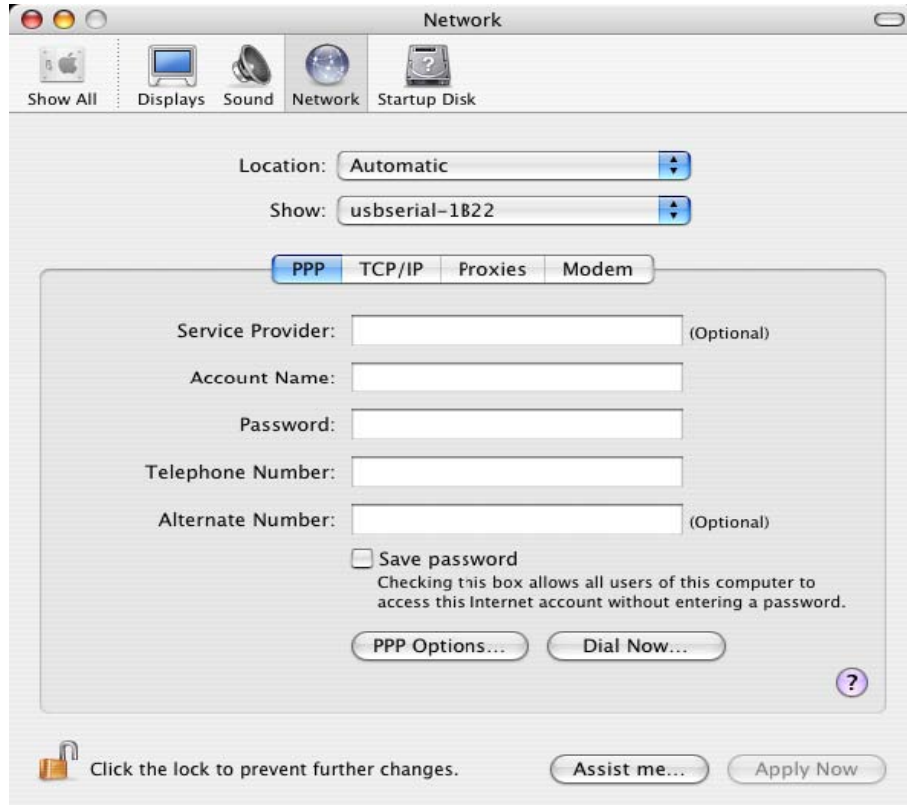 Network
Show All Displays Sound Network Startup Disk
Location: Automatic
Show: usbserial-1B22
PPP TCP/IP Proxies Modem
Service Provider: (Optional)
Account Name:
Password:
Telephone Number:
Alternate Number: (Optional)
Save password
Checking this box allows all users of this computer to
access this Internet account without entering a password.
PPP Options... Dial Now...
?
Click the lock to prevent further changes. Assist me... Apply Now